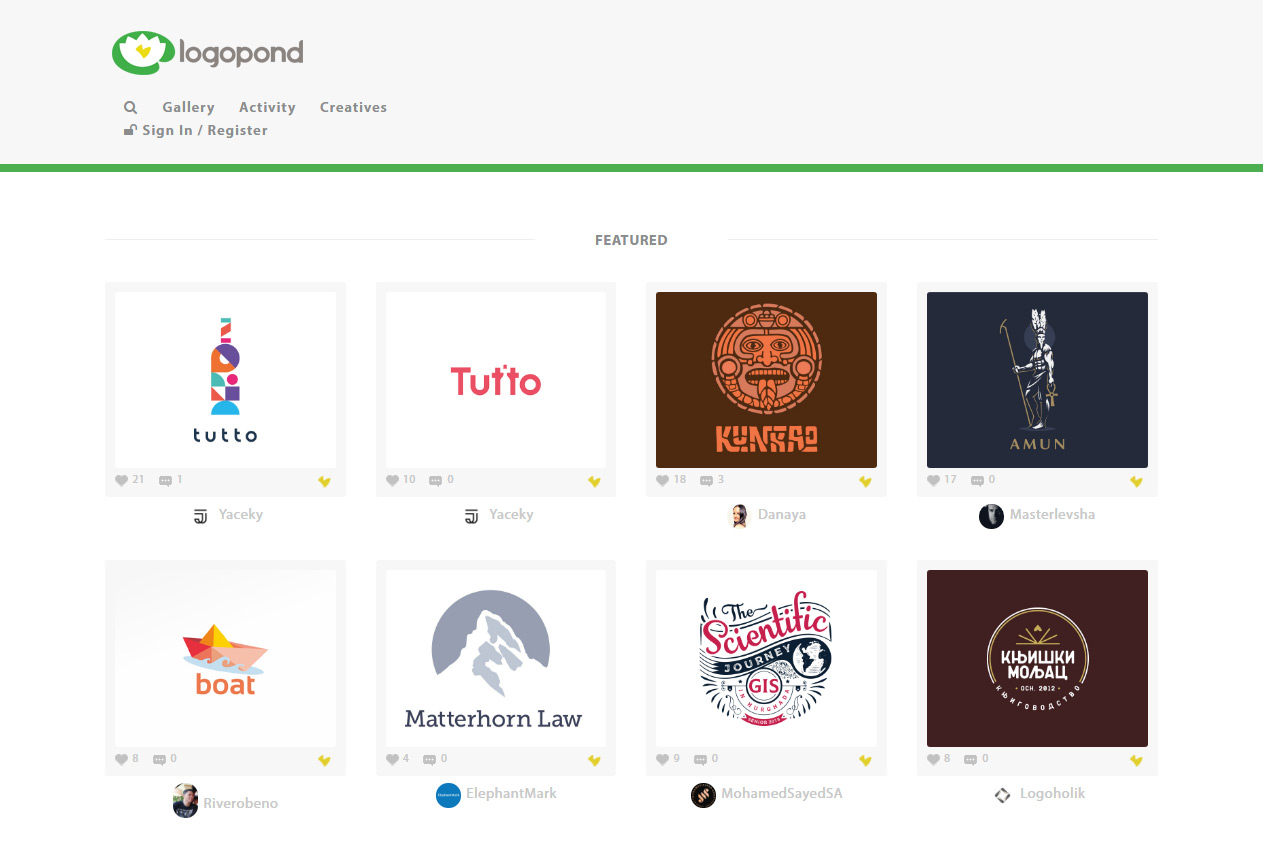 logopond
Gallery Activity Creatives
Sign In / Register
FEATURED
tutto
Tutto
KUNTRO
AMUN
21 1
10 0
18 3
17 0
Yaceky
Yaceky
Danaya
Masterlevsha
boat
Matterhorn Law
The
Scientific
JOURNEY
GIS
IN HURGHADA
КЊИШКИ
МОЉАЦ
ОСН. 2012
КЊИГОВОДСТВО
8 0
4 0
9 0
8 0
Riverobeno
ElephantMark
MohamedSayedSA
Logoholik